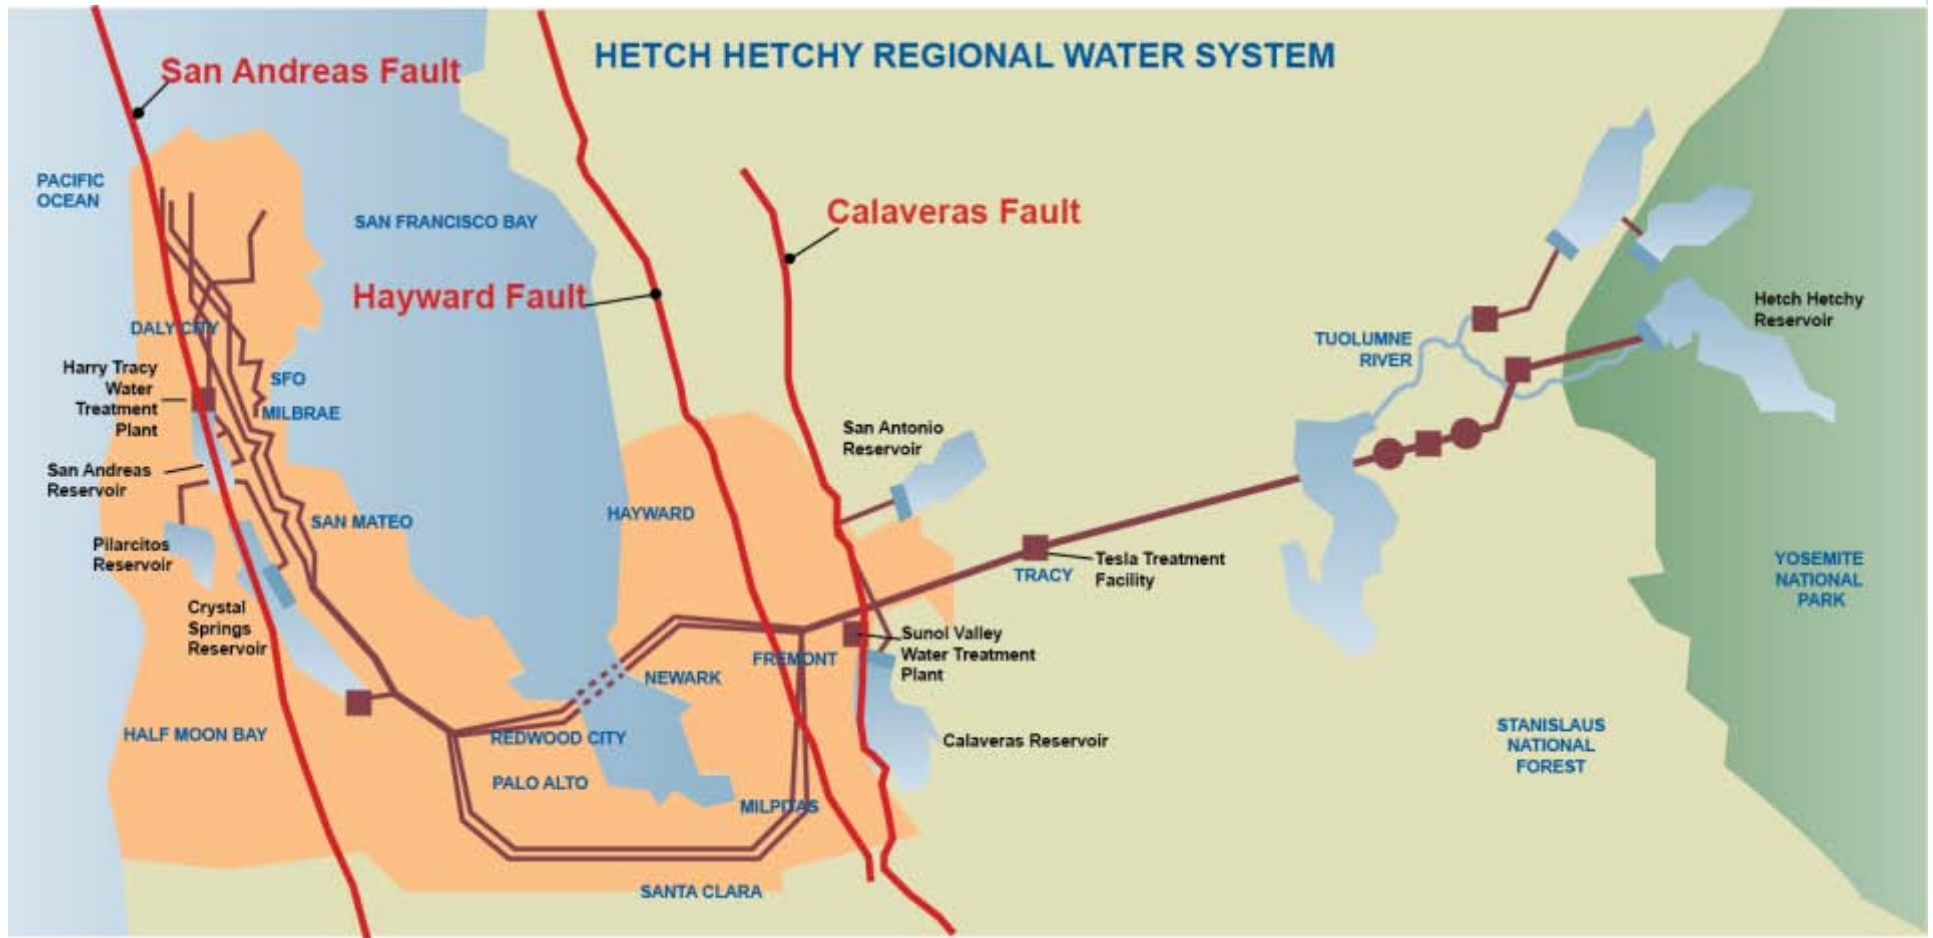 HETCH HETCHY REGIONAL WATER SYSTEM
San Andreas Fault
PACIFIC
OCEAN
SAN FRANCISCO BAY
Calaveras Fault
Hayward Fault
Hetch Hetchy
Reservoir
DALY CITY
TUOLUMNE
RIVER
Harry Tracy
Water
Treatment
Plant
SFO
MILBRAE
San Antonio
Reservoir
San Andreas
Reservoir
SAN MATEO
HAYWARD
Pilarcitos
Reservoir
TRACY
Tesla Treatment
Facility
YOSEMITE
NATIONAL
PARK
Crystal
Springs
Reservoir
Sunol Valley
Water Treatment
Plant
FREMONT
NEWARK
HALF MOON BAY
REDWOOD CITY
Calaveras Reservoir
STANISLAUS
NATIONAL
FOREST
PALO ALTO
MILPITAS
SANTA CLARA